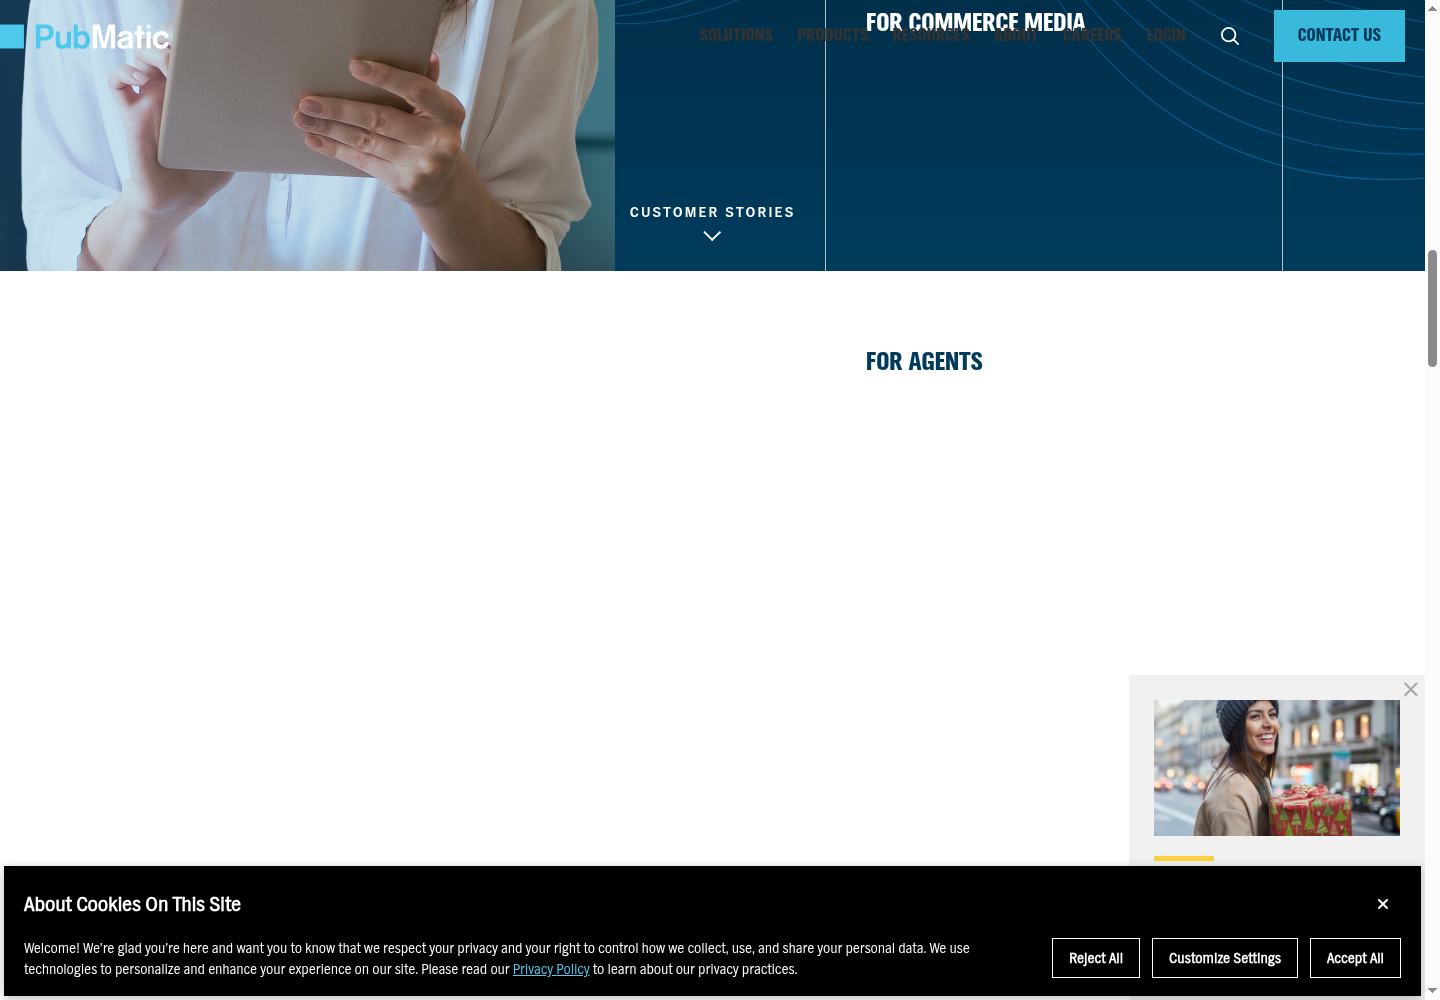 PubMatic
FOR COMMERCE MEDIA
SOLUTIONS PRODUCTS RESOURCES ABOUT CAREERS LOGIN
CONTACT US
CUSTOMER STORIES
FOR AGENTS
About Cookies On This Site
Welcome! We're glad you're here and want you to know that we respect your privacy and your right to control how we collect, use, and share your personal data. We use
technologies to personalize and enhance your experience on our site. Please read our Privacy Policy to learn about our privacy practices.
Reject All
Customize Settings
Accept All